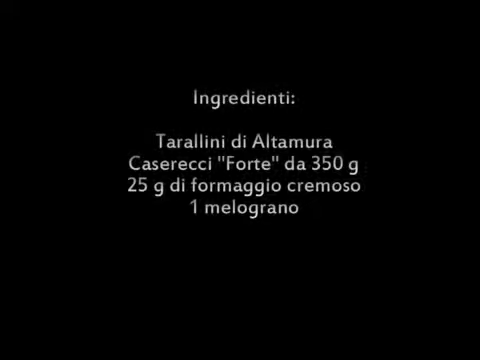 Ingredienti:
Tarallini di Altamura
Caserecci "Forte" da 350 g
25 g di formaggio cremoso
1 melograno